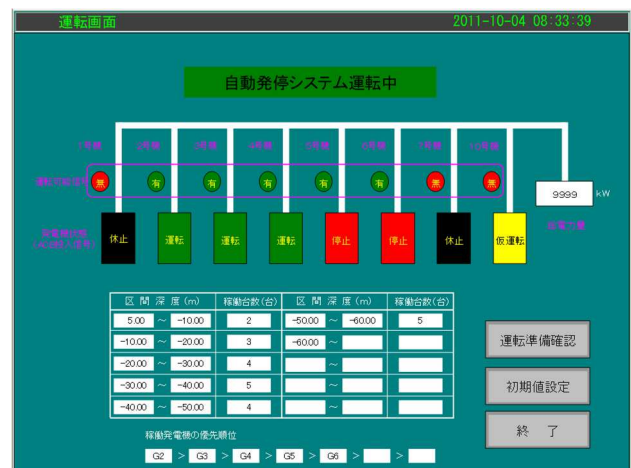 運転画面 2011-10-04 08:33:39
自動発停システム運転中
1号機 2号機 3号機 4号機 5号機 6号機 7号機 10号機
運転可能信号 無 有 有 有 有 有 無 無
9999 kW
休止 運転 運転 運転 停止 停止 休止 仮運転
区間深度(m) 稼働台数(台) 区間深度(m) 稼働台数(台)
5.00 ～ -10.00 2 -50.00 ～ -60.00 5
-10.00 ～ -20.00 3 -60.00 ～
-20.00 ～ -30.00 4 ～
-30.00 ～ -40.00 5 ～
-40.00 ～ -50.00 4 ～
運転準備確認
初期値設定
終 了
稼働発電機の優先順位
G2 > G3 > G4 > G5 > G6 > >